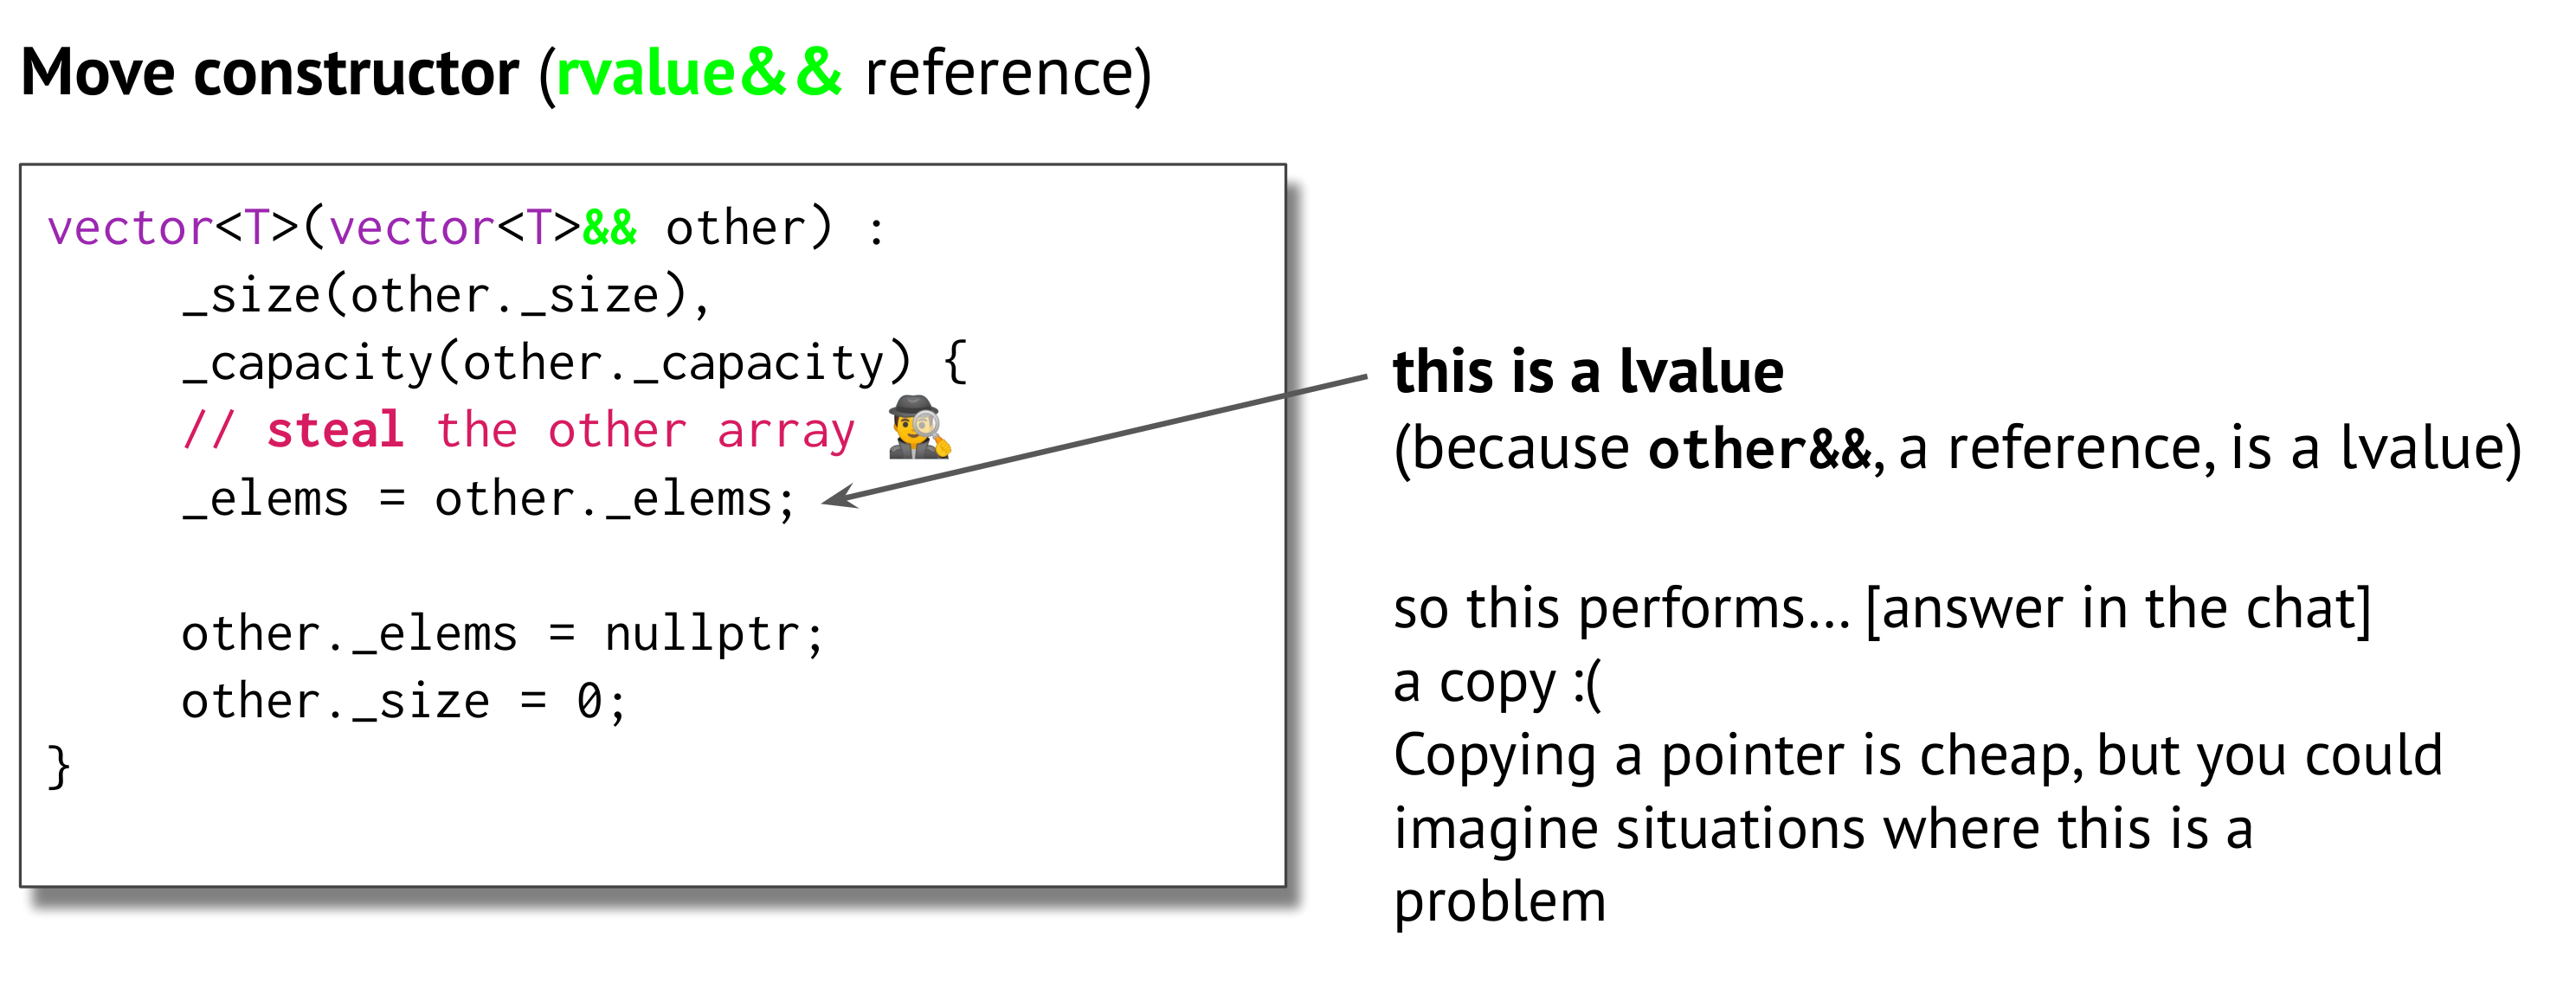 Move constructor (rvalue&& reference)
vector<T>(vector<T>&& other) :
_size(other._size),
_capacity(other._capacity) {
// steal the other array 🕵️‍♂️
_elems = other._elems;
other._elems = nullptr;
other._size = 0;
}
this is a lvalue
(because other&&, a reference, is a lvalue)
so this performs... [answer in the chat]
a copy :(
Copying a pointer is cheap, but you could
imagine situations where this is a
problem